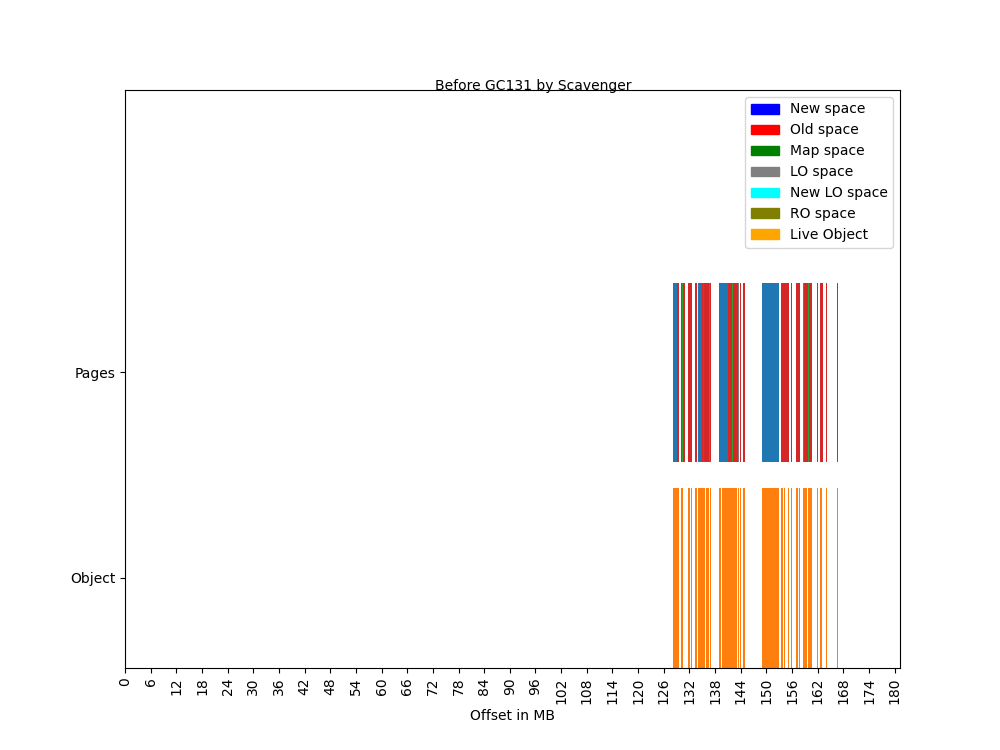 Before GC131 by Scavenger
New space
Old space
Map space
LO space
New LO space
RO space
Live Object
Pages
Object
0 6 12 18 24 30 36 42 48 54 60 66 72 78 84 90 96 102 108 114 120 126 132 138 144 150 156 162 168 174 180
Offset in MB